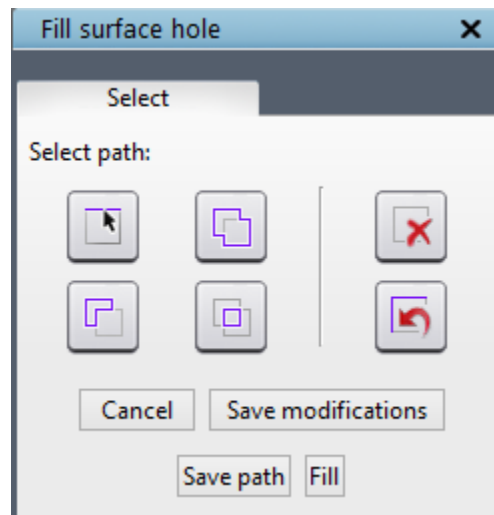 Fill surface hole
Select
Select path:
Cancel Save modifications
Save path Fill